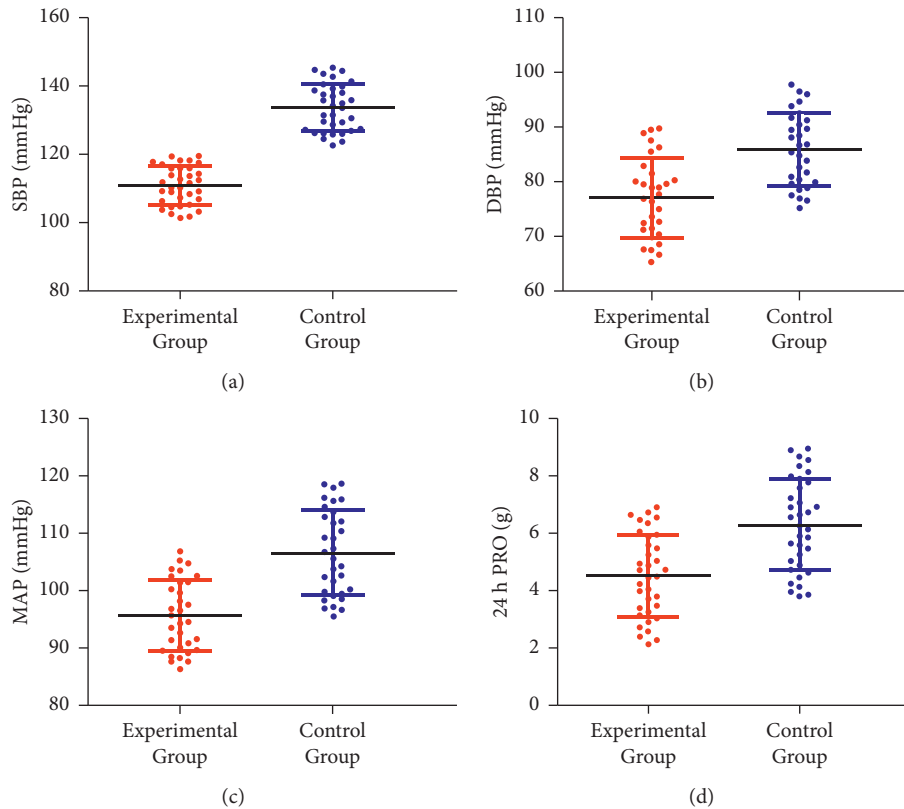 SBP (mmHg)
160
140
120
100
80
Experimental
Group
Control
Group
(a)
DBP (mmHg)
110
100
90
80
70
60
Experimental
Group
Control
Group
(b)
MAP (mmHg)
130
120
110
100
90
80
Experimental
Group
Control
Group
(c)
24 h PRO (g)
10
8
6
4
2
0
Experimental
Group
Control
Group
(d)